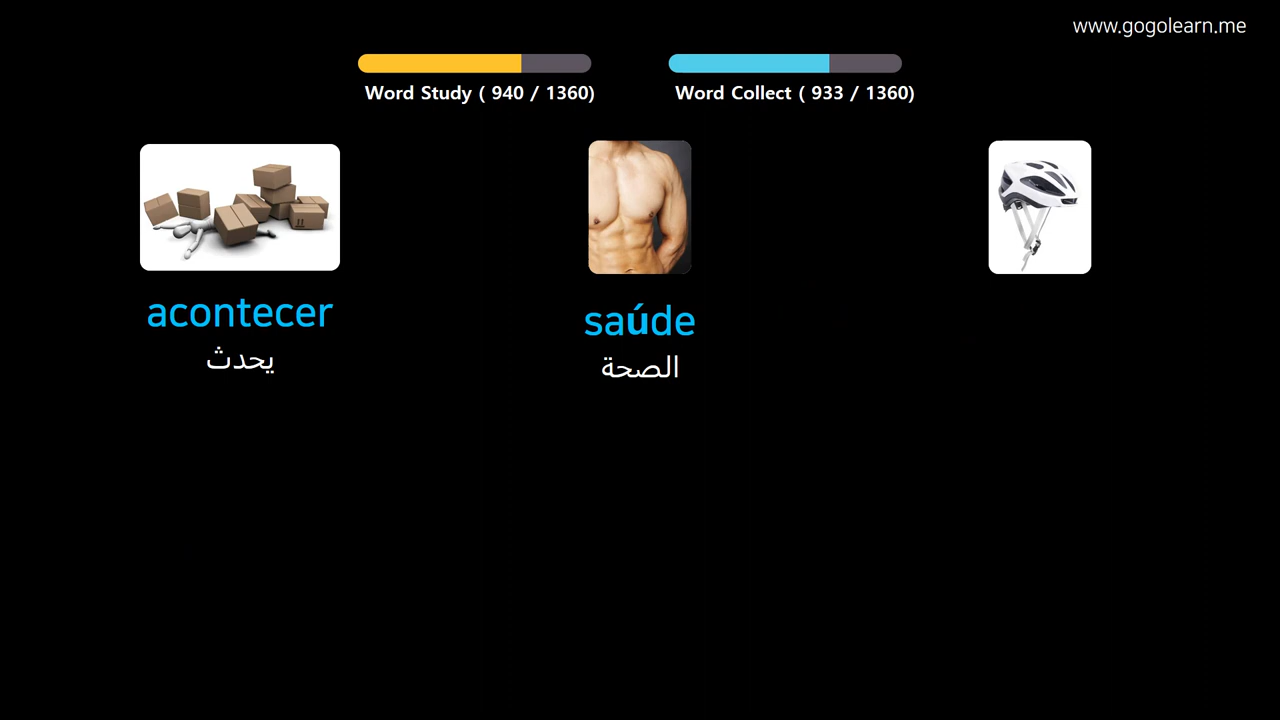 www.gogolearn.me
Word Study ( 940 / 1360)
Word Collect ( 933 / 1360)
acontecer
يحدث
saúde
الصحة